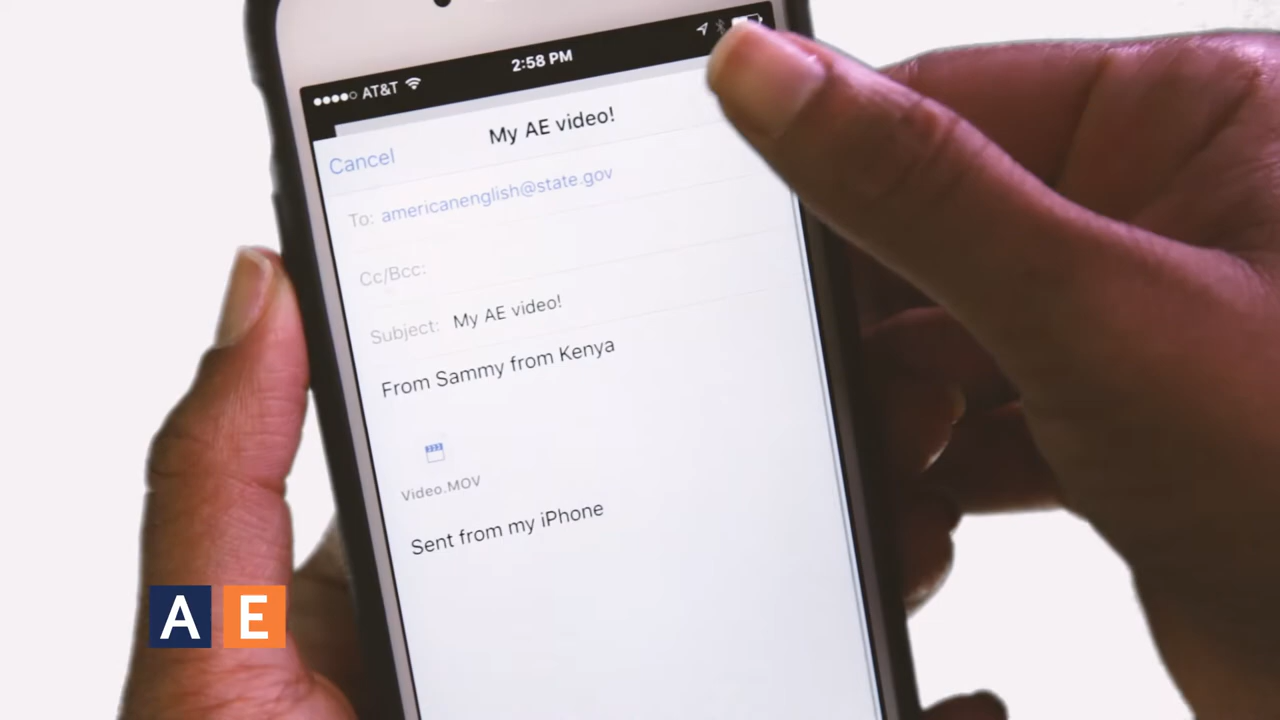 AT&T 2:58 PM
Cancel My AE video!
To: americanenglish@state.gov
Cc/Bcc:
Subject: My AE video!
From Sammy from Kenya
Video.MOV
Sent from my iPhone
A E